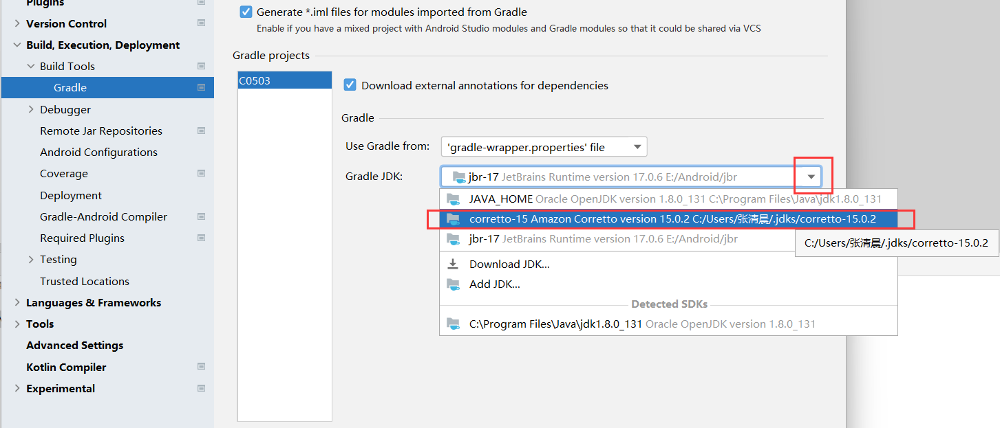 Plugins
Version Control
Build, Execution, Deployment
Build Tools
Gradle
Debugger
Remote Jar Repositories
Android Configurations
Coverage
Deployment
Gradle-Android Compiler
Required Plugins
Testing
Trusted Locations
Languages & Frameworks
Tools
Advanced Settings
Kotlin Compiler
Experimental
Generate *.iml files for modules imported from Gradle
Enable if you have a mixed project with Android Studio modules and Gradle modules so that it could be shared via VCS
Gradle projects
C0503
Download external annotations for dependencies
Gradle
Use Gradle from: 'gradle-wrapper.properties' file
Gradle JDK: jbr-17 JetBrains Runtime version 17.0.6 E:/Android/jbr
JAVA_HOME Oracle OpenJDK version 1.8.0_131 C:\Program Files\Java\jdk1.8.0_131
corretto-15 Amazon Corretto version 15.0.2 C:/Users/张清晨/.jdks/corretto-15.0.2
jbr-17 JetBrains Runtime version 17.0.6 E:/Android/jbr
C:/Users/张清晨/.jdks/corretto-15.0.2
Download JDK...
Add JDK...
Detected SDKs
C:\Program Files\Java\jdk1.8.0_131 Oracle OpenJDK version 1.8.0_131